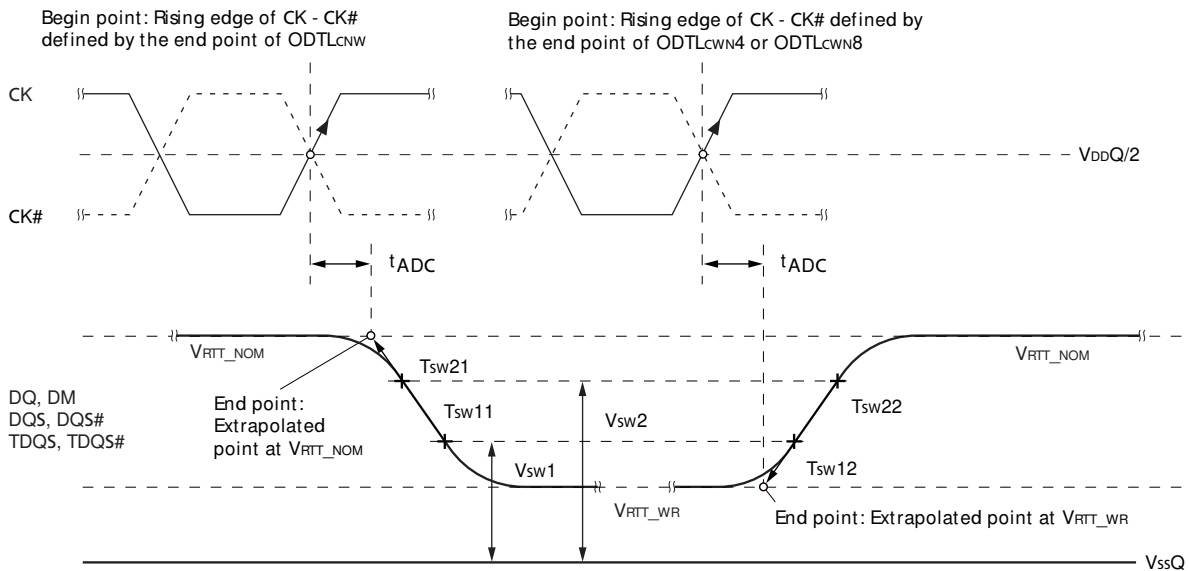 Begin point: Rising edge of CK - CK#
defined by the end point of ODTLCNW
Begin point: Rising edge of CK - CK# defined by
the end point of ODTLCWN4 or ODTLCWN8
CK
VDDQ/2
CK#
tADC
tADC
VRTT_NOM
VRTT_NOM
TSW21
DQ, DM
DQS, DQS#
TDQS, TDQS#
End point:
Extrapolated
point at VRTT_NOM
TSW11
VSW2
TSW22
VSW1
TSW12
VRTT_WR
End point: Extrapolated point at VRTT_WR
VssQ